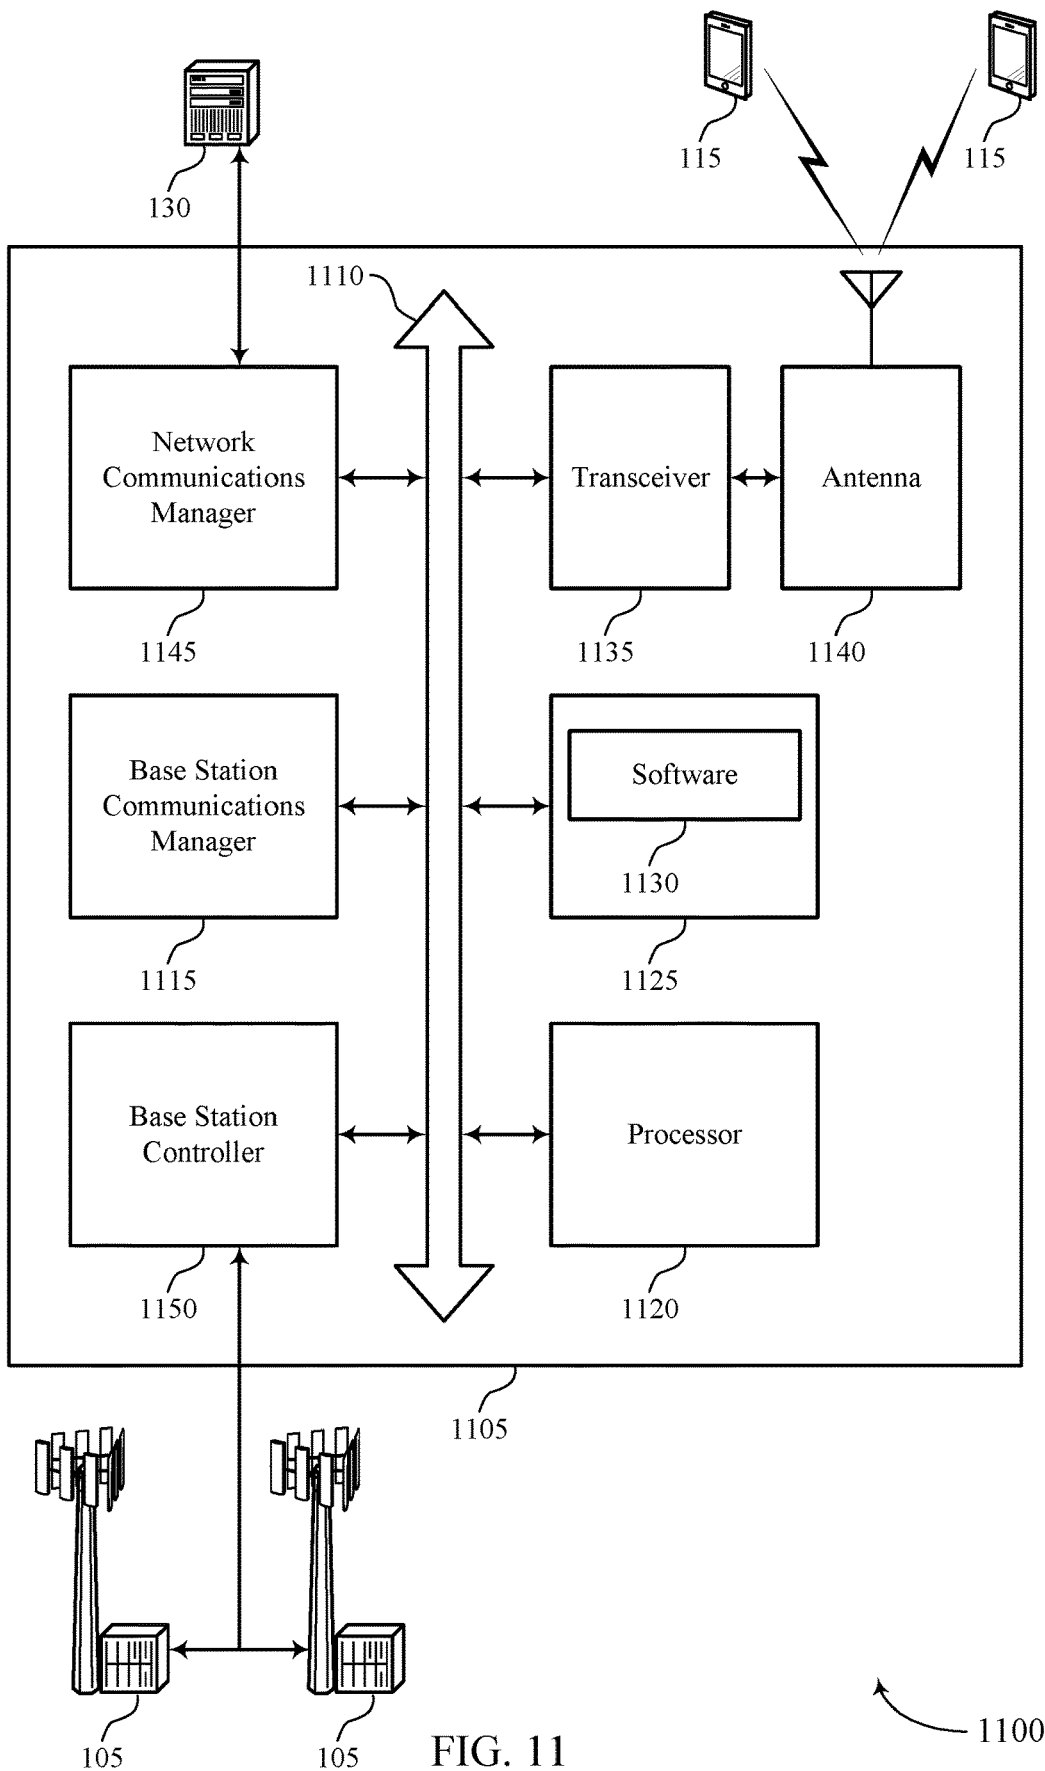 115
115
130
1110
Network
Communications
Manager
Transceiver
Antenna
1145
1135
1140
Base Station
Communications
Manager
Software
1130
1115
1125
Base Station
Controller
Processor
1150
1120
1105
105
105
FIG. 11
1100